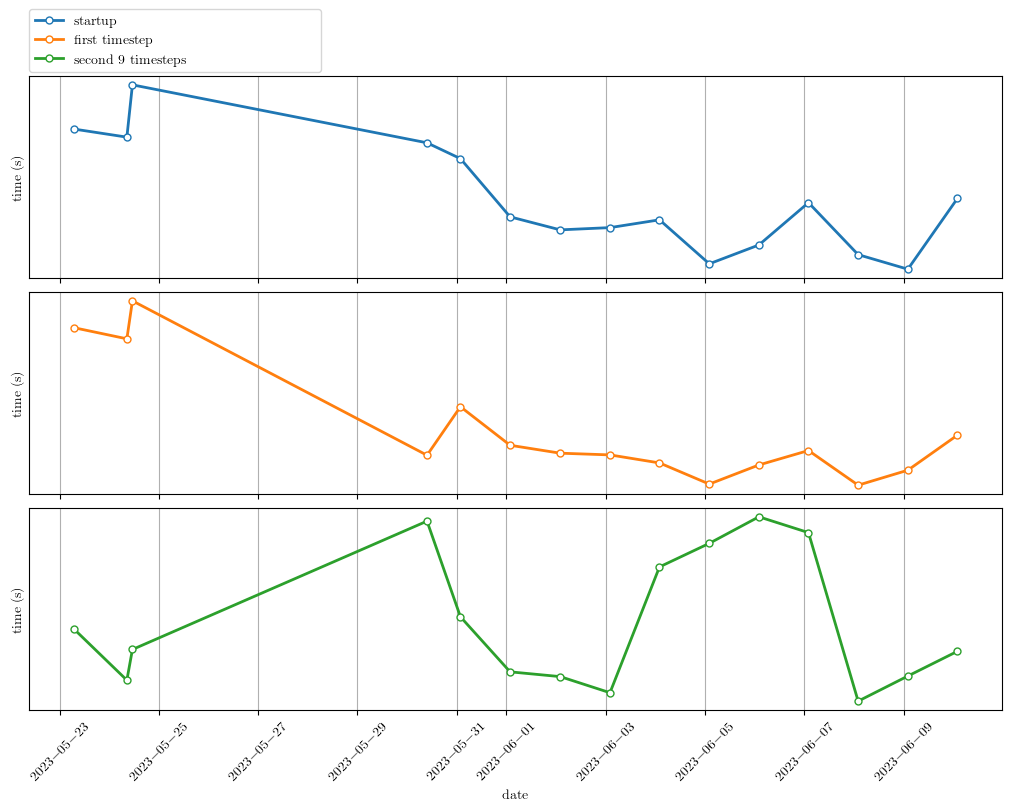 startup
first timestep
second 9 timesteps
time (s)
time (s)
time (s)
2023−05−23
2023−05−25
2023−05−27
2023−05−29
2023−05−31
2023−06−01
2023−06−03
2023−06−05
2023−06−07
2023−06−09
date